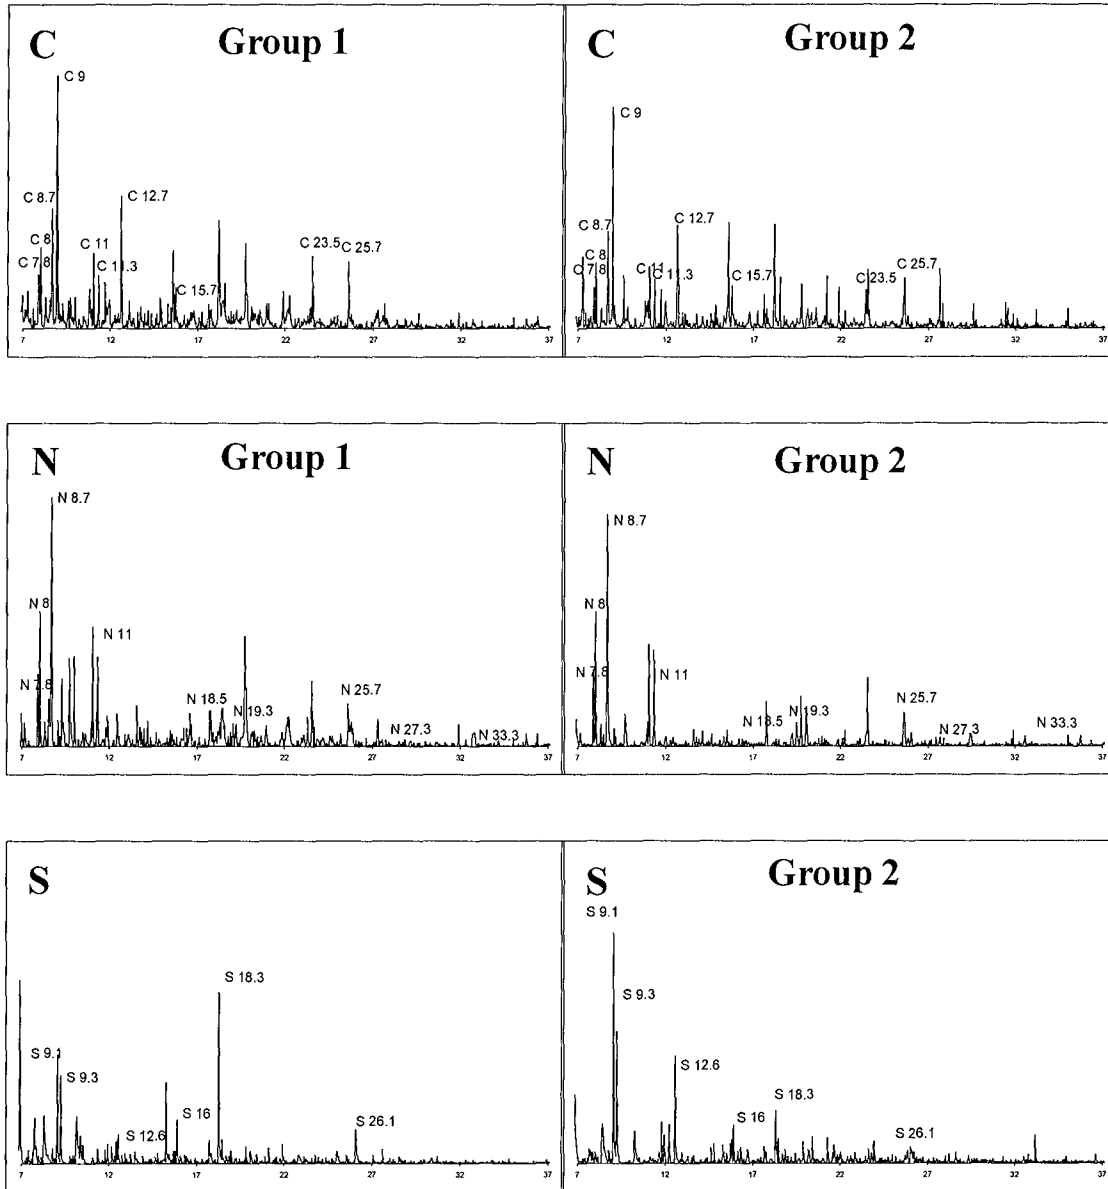 C
Group 1
C 9
C 8.7
C 8
C 7.8
C 11
C 11.3
C 12.7
C 15.7
C 23.5
C 25.7
7
12
17
22
27
32
37
C
Group 2
C 9
C 8.7
C 8
C 7 8
C 11
C 11.3
C 12.7
C 15.7
C 23.5
C 25.7
7
12
17
22
27
32
37
N
Group 1
N 8.7
N 8
N 7.8
N 11
N 18.5
N 19.3
N 25.7
N 27.3
N 33.3
7
12
17
22
27
32
37
N
Group 2
N 8.7
N 8
N 7.8
N 11
N 18.5
N 19.3
N 25.7
N 27.3
N 33.3
7
12
17
22
27
32
37
S
S 9.1
S 9.3
S 12.6
S 16
S 18.3
S 26.1
7
12
17
22
27
32
37
S
Group 2
S 9.1
S 9.3
S 12.6
S 16
S 18.3
S 26.1
7
12
17
22
27
32
37